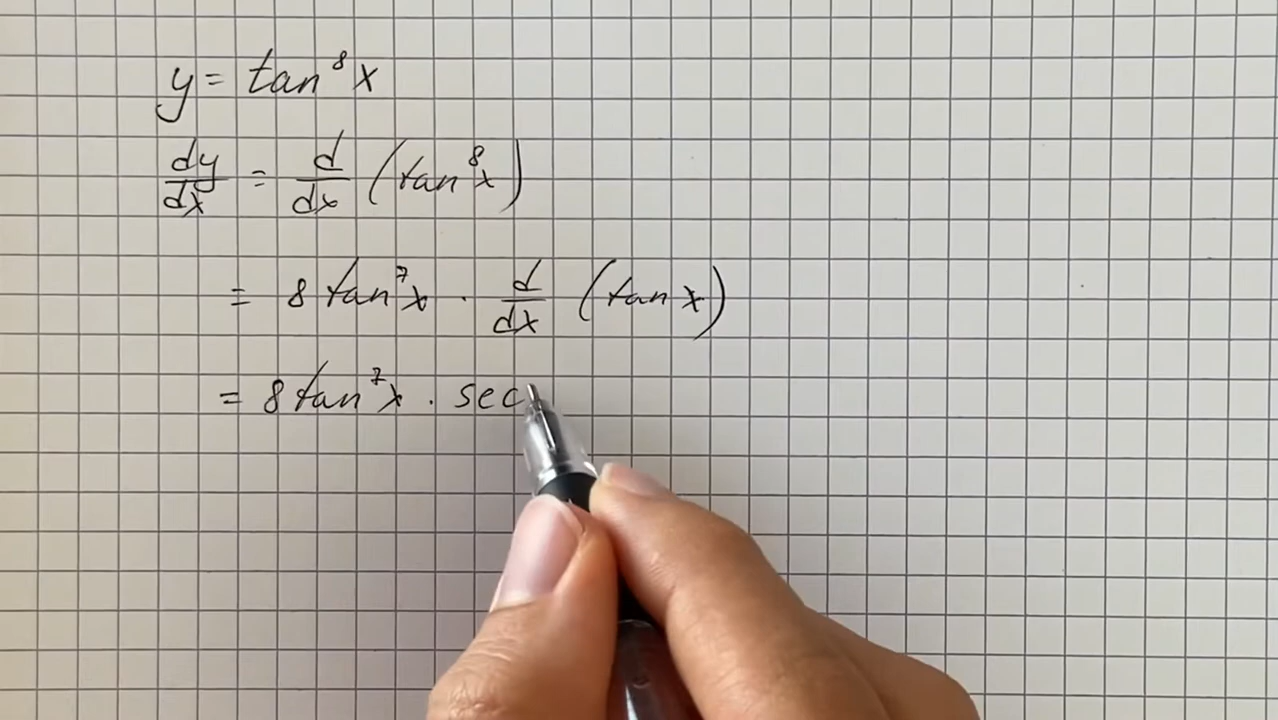 y = tan⁸x
dy/dx = d/dx (tan⁸x)
= 8 tan⁷x · d/dx (tan x)
= 8 tan⁷x · sec